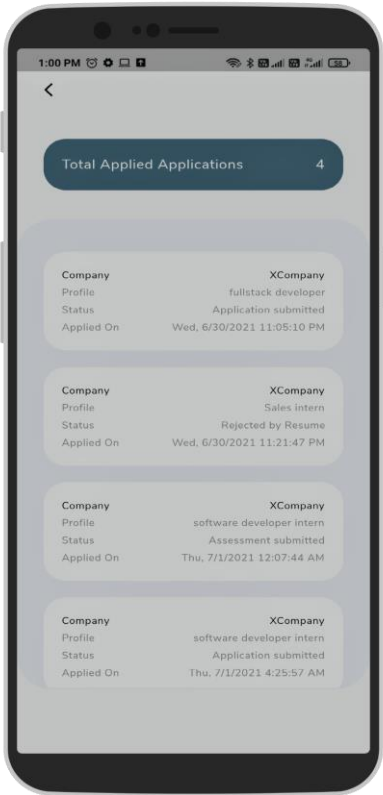 1:00 PM 58
Total Applied Applications 4
Company XCompany
Profile fullstack developer
Status Application submitted
Applied On Wed, 6/30/2021 11:05:10 PM
Company XCompany
Profile Sales intern
Status Rejected by Resume
Applied On Wed, 6/30/2021 11:21:47 PM
Company XCompany
Profile software developer intern
Status Assessment submitted
Applied On Thu, 7/1/2021 12:07:44 AM
Company XCompany
Profile software developer intern
Status Application submitted
Applied On Thu, 7/1/2021 4:25:57 AM